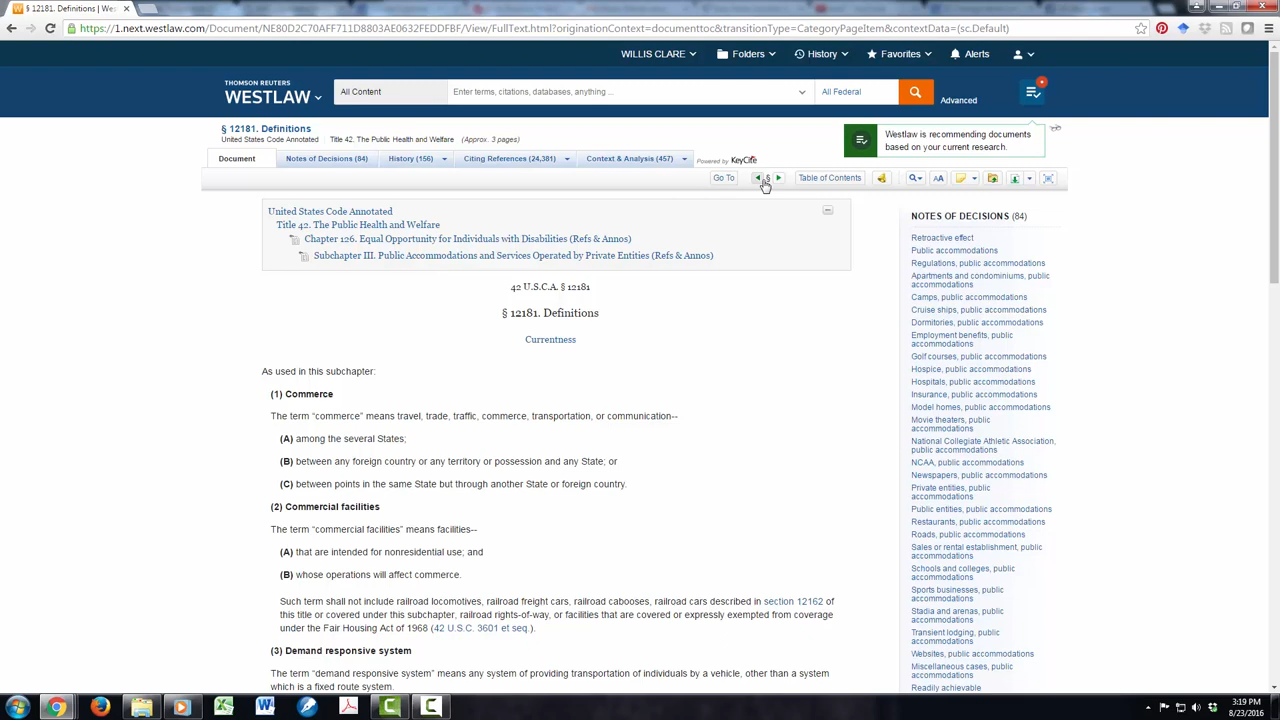 § 12181. Definitions | Wes
https://1.next.westlaw.com/Document/NE80D2C70AFF711D8803AE0632FEDDFBF/View/FullText.html?originationContext=documenttoc&transitionType=CategoryPageItem&contextData=(sc.Default)
WILLIS CLARE Folders History Favorites Alerts
THOMSON REUTERS
WESTLAW
All Content Enter terms, citations, databases, anything ... All Federal Advanced
§ 12181. Definitions
United States Code Annotated Title 42. The Public Health and Welfare (Approx. 3 pages)
Westlaw is recommending documents
based on your current research.
Document Notes of Decisions (84) History (156) Citing References (24,381) Context & Analysis (457) Powered by KeyCite
Go To § Table of Contents AA
United States Code Annotated
Title 42. The Public Health and Welfare
Chapter 126. Equal Opportunity for Individuals with Disabilities (Refs & Annos)
Subchapter III. Public Accommodations and Services Operated by Private Entities (Refs & Annos)
42 U.S.C.A. § 12181
§ 12181. Definitions
Currentness
As used in this subchapter:
(1) Commerce
The term “commerce” means travel, trade, traffic, commerce, transportation, or communication--
(A) among the several States;
(B) between any foreign country or any territory or possession and any State; or
(C) between points in the same State but through another State or foreign country.
(2) Commercial facilities
The term “commercial facilities” means facilities--
(A) that are intended for nonresidential use; and
(B) whose operations will affect commerce.
Such term shall not include railroad locomotives, railroad freight cars, railroad cabooses, railroad cars described in section 12162 of
this title or covered under this subchapter, railroad rights-of-way, or facilities that are covered or expressly exempted from coverage
under the Fair Housing Act of 1968 (42 U.S.C. 3601 et seq.).
(3) Demand responsive system
The term “demand responsive system” means any system of providing transportation of individuals by a vehicle, other than a system
which is a fixed route system.
NOTES OF DECISIONS (84)
Retroactive effect
Public accommodations
Regulations, public accommodations
Apartments and condominiums, public
accommodations
Camps, public accommodations
Cruise ships, public accommodations
Dormitories, public accommodations
Employment benefits, public
accommodations
Golf courses, public accommodations
Hospice, public accommodations
Hospitals, public accommodations
Insurance, public accommodations
Model homes, public accommodations
Movie theaters, public
accommodations
National Collegiate Athletic Association,
public accommodations
NCAA, public accommodations
Newspapers, public accommodations
Private entities, public
accommodations
Public entities, public accommodations
Restaurants, public accommodations
Roads, public accommodations
Sales or rental establishment, public
accommodations
Schools and colleges, public
accommodations
Sports businesses, public
accommodations
Stadia and arenas, public
accommodations
Transient lodging, public
accommodations
Websites, public accommodations
Miscellaneous cases, public
accommodations
Readily achievable
3:19 PM
8/23/2016